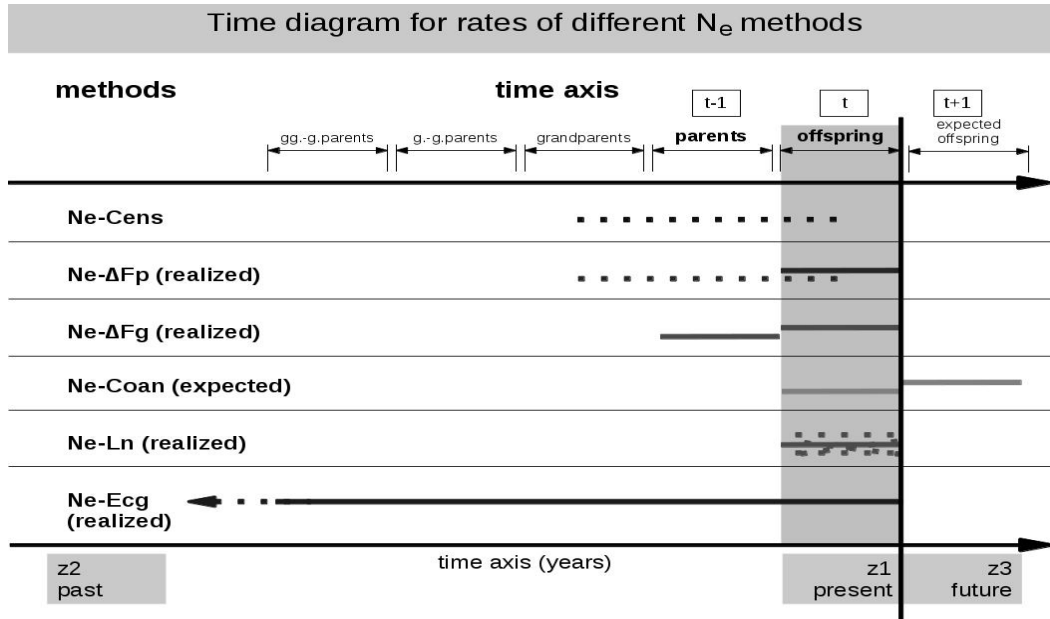 Time diagram for rates of different Ne methods
methods
time axis
t-1
t
t+1
gg.-g.parents
g.-g.parents
grandparents
parents
offspring
expected
offspring
Ne-Cens
Ne-ΔFp (realized)
Ne-ΔFg (realized)
Ne-Coan (expected)
Ne-Ln (realized)
Ne-Ecg
(realized)
time axis (years)
z2
past
z1
present
z3
future